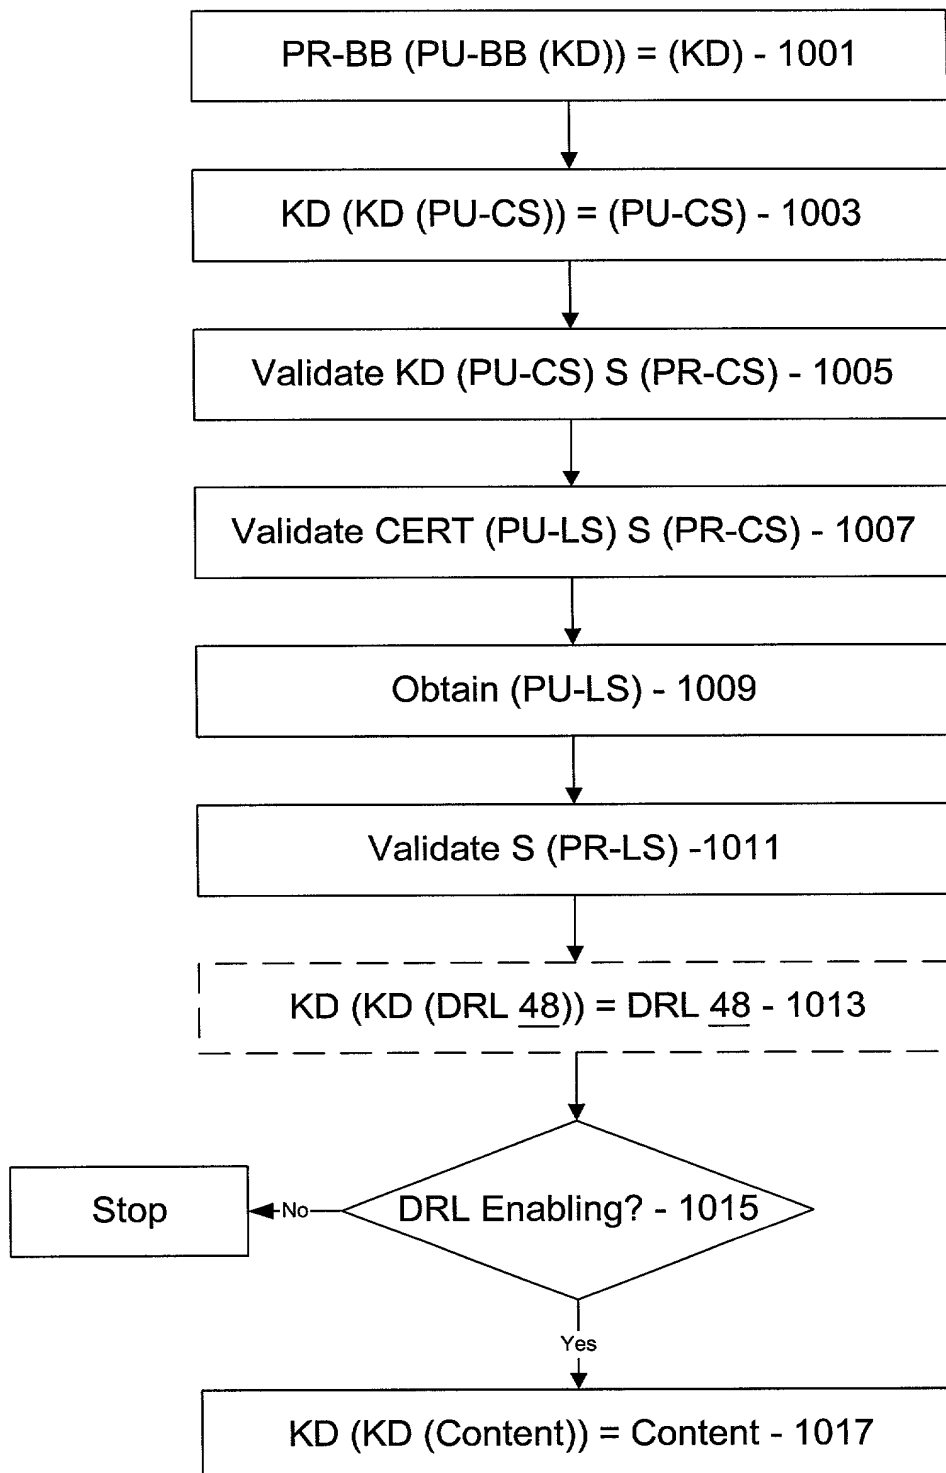 PR-BB (PU-BB (KD)) = (KD) - 1001
KD (KD (PU-CS)) = (PU-CS) - 1003
Validate KD (PU-CS) S (PR-CS) - 1005
Validate CERT (PU-LS) S (PR-CS) - 1007
Obtain (PU-LS) - 1009
Validate S (PR-LS) -1011
KD (KD (DRL 48)) = DRL 48 - 1013
DRL Enabling? - 1015
No
Stop
Yes
KD (KD (Content)) = Content - 1017